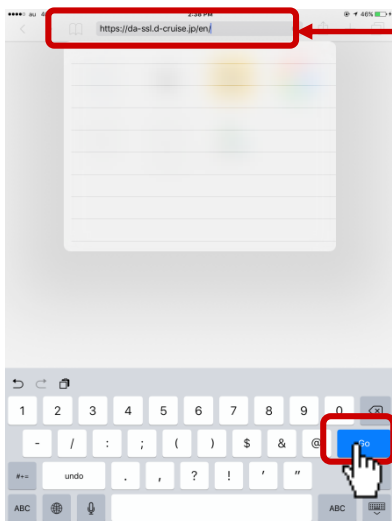 au
2:38 PM
46%
https://da-ssl.d-cruise.jp/en/
1 2 3 4 5 6 7 8 9 0
- / : ; ( ) $ & @ Go
#+= undo . , ? ! ' "
ABC ABC